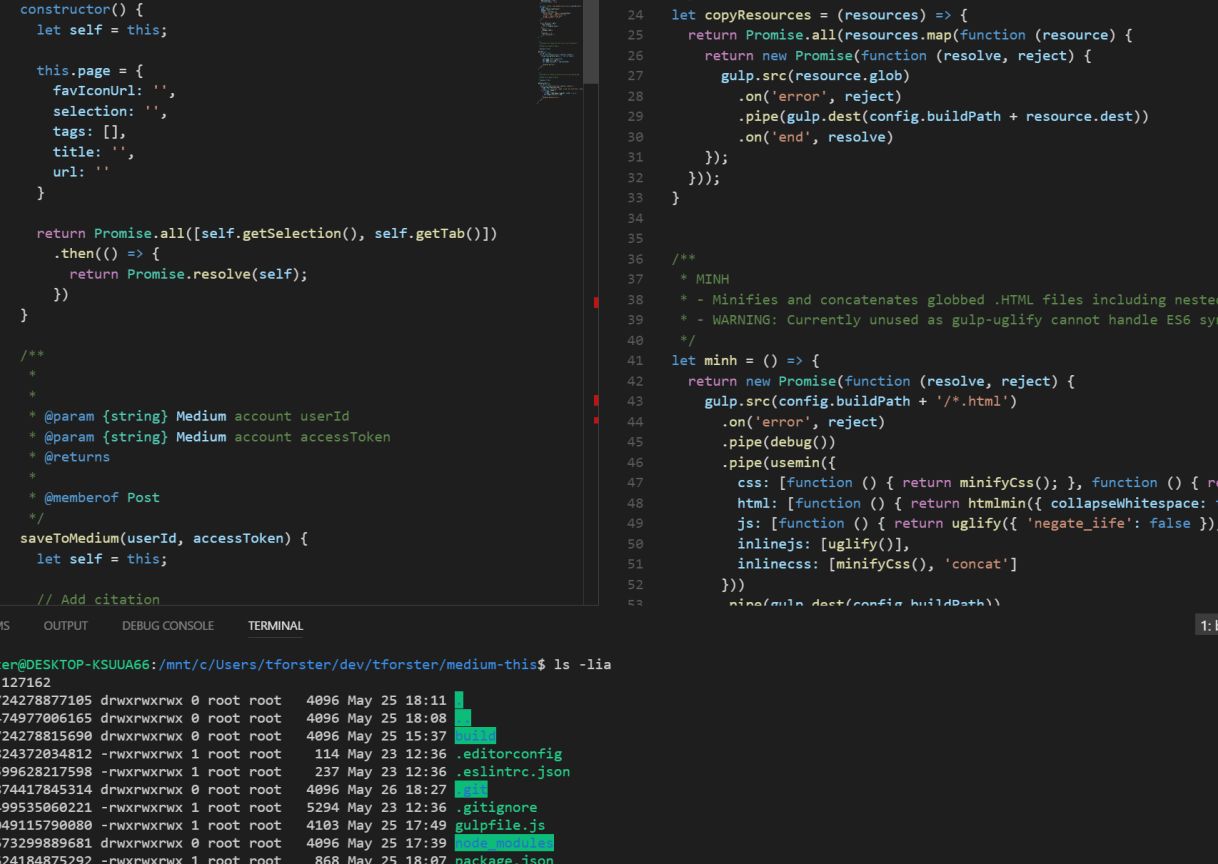 constructor() {
let self = this;
this.page = {
favIconUrl: '',
selection: '',
tags: [],
title: '',
url: ''
}
return Promise.all([self.getSelection(), self.getTab()])
.then(() => {
return Promise.resolve(self);
})
}
/**
*
*
* @param {string} Medium account userId
* @param {string} Medium account accessToken
* @returns
*
* @memberof Post
*/
saveToMedium(userId, accessToken) {
let self = this;
// Add citation
24 let copyResources = (resources) => {
25 return Promise.all(resources.map(function (resource) {
26 return new Promise(function (resolve, reject) {
27 gulp.src(resource.glob)
28 .on('error', reject)
29 .pipe(gulp.dest(config.buildPath + resource.dest))
30 .on('end', resolve)
31 });
32 }));
33 }
34
35
36 /**
37 * MINH
38 * - Minifies and concatenates globbed .HTML files including neste
39 * - WARNING: Currently unused as gulp-uglify cannot handle ES6 sy
40 */
41 let minh = () => {
42 return new Promise(function (resolve, reject) {
43 gulp.src(config.buildPath + '/*.html')
44 .on('error', reject)
45 .pipe(debug())
46 .pipe(usemin({
47 css: [function () { return minifyCss(); }, function () { r
48 html: [function () { return htmlmin({ collapseWhitespace:
49 js: [function () { return uglify({ 'negate_iife': false })
50 inlinejs: [uglify()],
51 inlinecss: [minifyCss(), 'concat']
52 }))
53 .pipe(gulp.dest(config.buildPath))
MS OUTPUT DEBUG CONSOLE TERMINAL 1:
er@DESKTOP-KSUUA66:/mnt/c/Users/tforster/dev/tforster/medium-this$ ls -lia
127162
724278877105 drwxrwxrwx 0 root root 4096 May 25 18:11 .
474977006165 drwxrwxrwx 0 root root 4096 May 25 18:08 ..
724278815690 drwxrwxrwx 0 root root 4096 May 25 15:37 build
824372034812 -rwxrwxrwx 1 root root 114 May 23 12:36 .editorconfig
599628217598 -rwxrwxrwx 1 root root 237 May 23 12:36 .eslintrc.json
874417845314 drwxrwxrwx 0 root root 4096 May 26 18:27 .git
499535060221 -rwxrwxrwx 1 root root 5294 May 23 12:36 .gitignore
049115790080 -rwxrwxrwx 1 root root 4103 May 25 17:49 gulpfile.js
573299889681 drwxrwxrwx 0 root root 4096 May 25 17:39 node_modules
624184875292 -rwxrwxrwx 1 root root 868 May 25 18:07 package.json